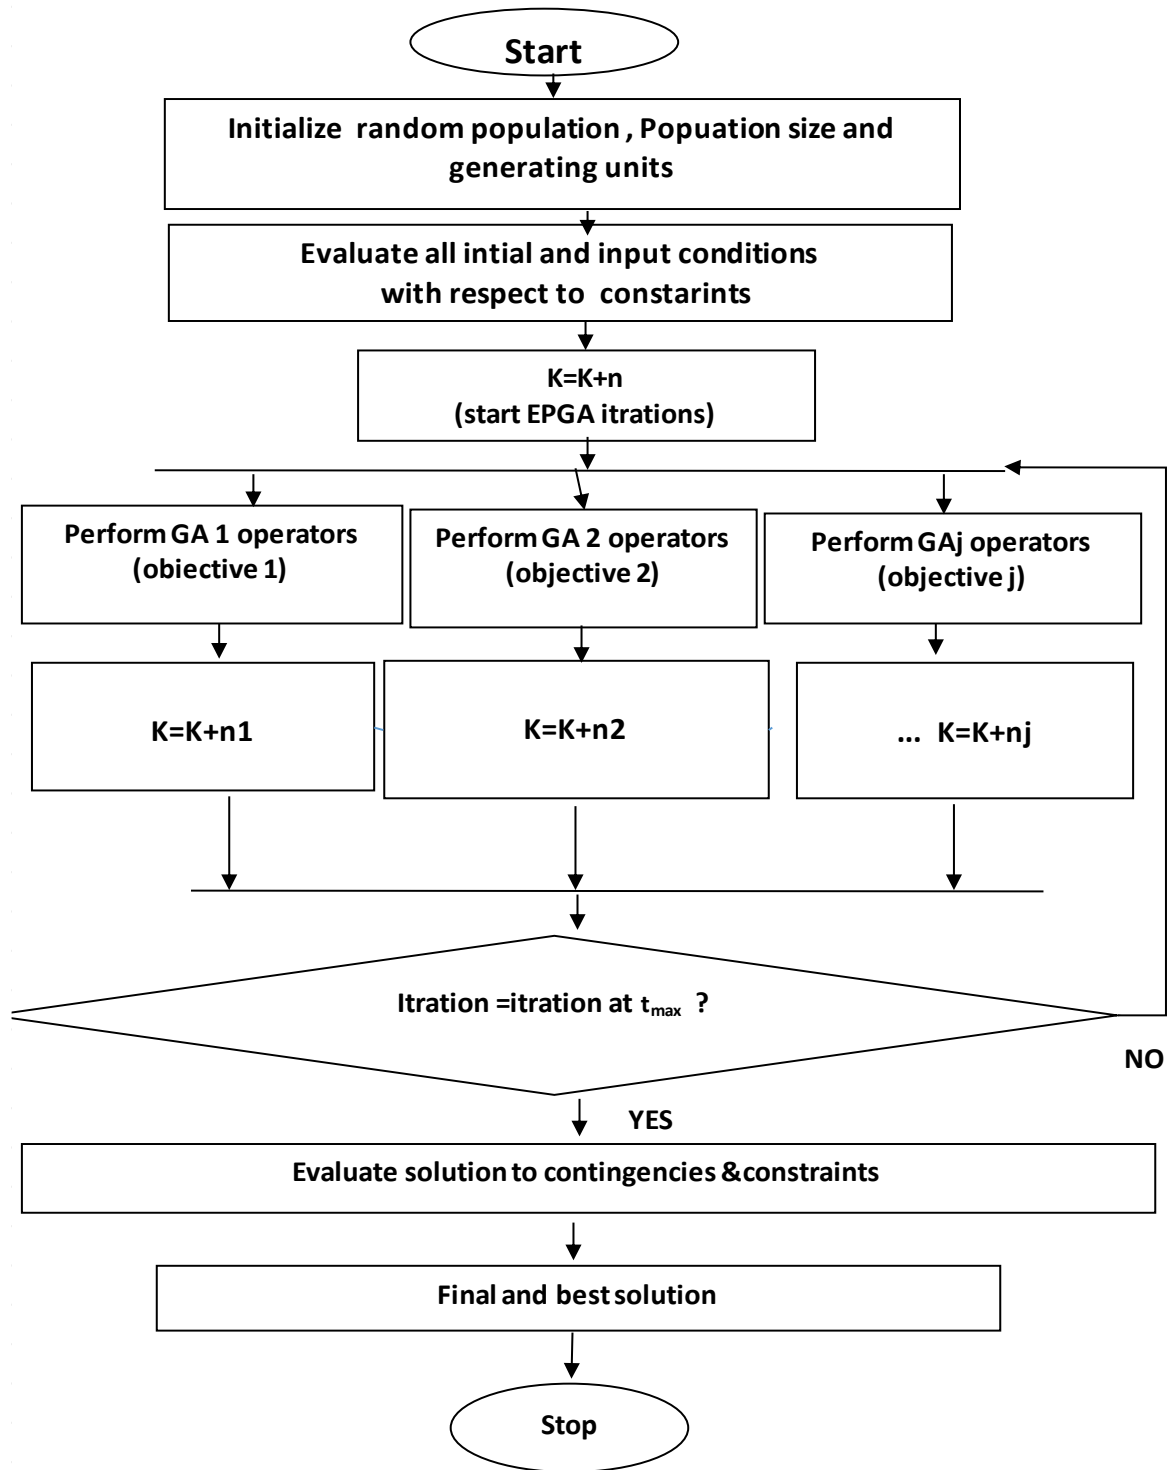 Start
Initialize random population , Popuation size and
generating units
Evaluate all intial and input conditions
with respect to constarints
K=K+n
(start EPGA itrations)
Perform GA 1 operators
(obiective 1)
Perform GA 2 operators
(objective 2)
Perform GAj operators
(objective j)
K=K+n1
K=K+n2
... K=K+nj
Itration =itration at tmax ?
NO
YES
Evaluate solution to contingencies &constraints
Final and best solution
Stop